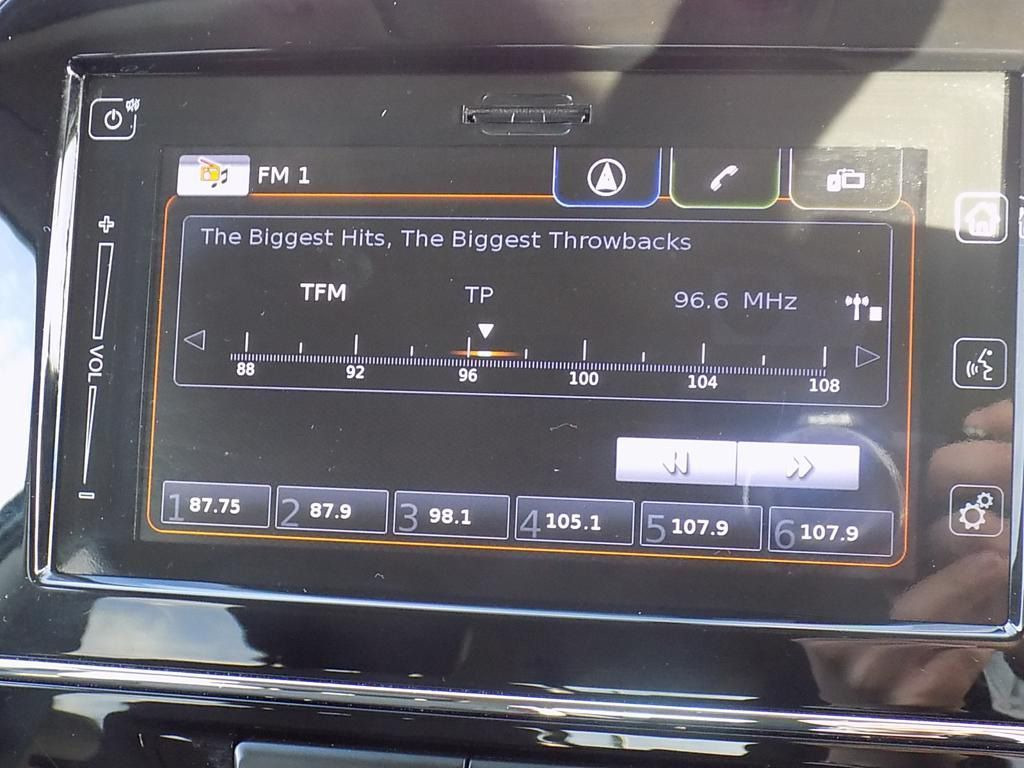 FM 1
The Biggest Hits, The Biggest Throwbacks
TFM TP 96.6 MHz
88 92 96 100 104 108
VOL
1 87.75 2 87.9 3 98.1 4 105.1 5 107.9 6 107.9